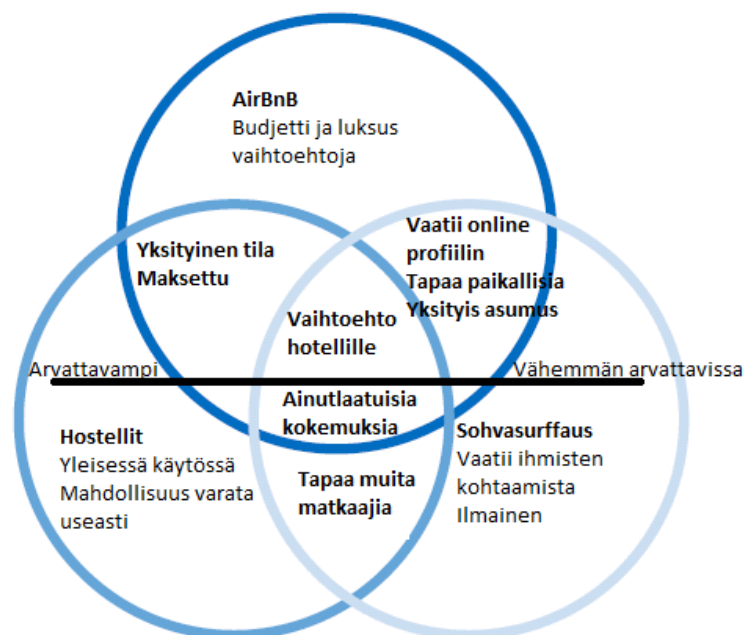 AirBnB
Budjetti ja luksus
vaihtoehtoja
Yksityinen tila
Maksettu
Vaatii online
profiilin
Tapaa paikallisia
Yksityis asumus
Vaihtoehto
hotellille
Arvattavampi
Vähemmän arvattavissa
Ainutlaatuisia
kokemuksia
Hostellit
Yleisessä käytössä
Mahdollisuus varata
useasti
Tapaa muita
matkaajia
Sohvasurffaus
Vaatii ihmisten
kohtaamista
Ilmainen